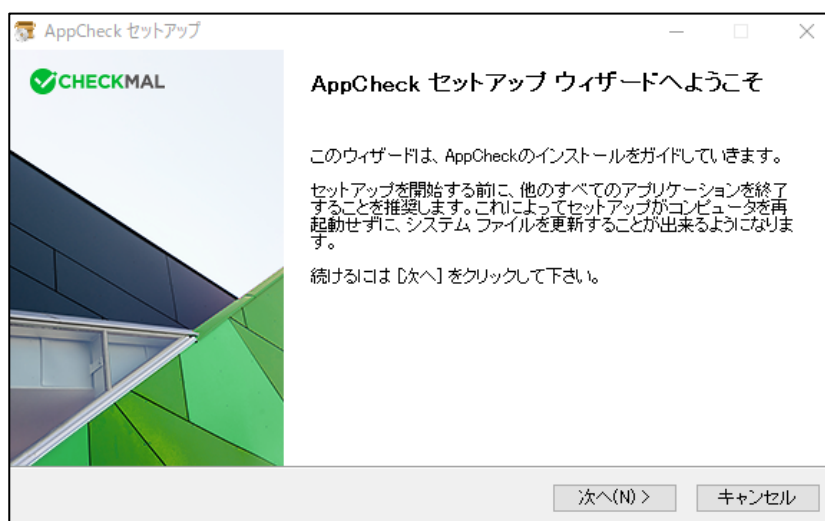 AppCheck セットアップ
CHECKMAL
AppCheck セットアップ ウィザードへようこそ
このウィザードは、AppCheckのインストールをガイドしていきます。
セットアップを開始する前に、他のすべてのアプリケーションを終了
することを推奨します。これによってセットアップがコンピュータを再
起動せずに、システム ファイルを更新することが出来るようになりま
す。
続けるには [次へ] をクリックして下さい。
次へ(N) >
キャンセル